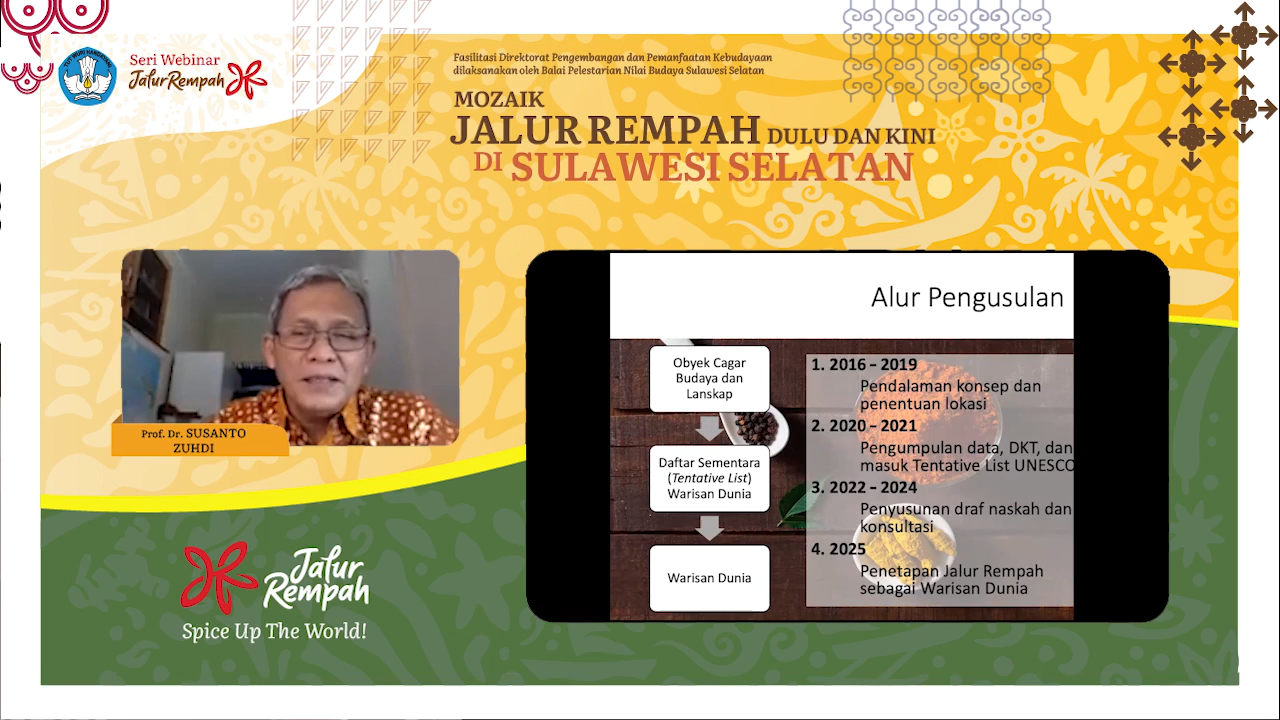 Seri Webinar
Jalur Rempah
Fasilitasi Direktorat Pengembangan dan Pemanfaatan Kebudayaan
dilaksanakan oleh Balai Pelestarian Nilai Budaya Sulawesi Selatan
MOZAIK
JALUR REMPAH DULU DAN KINI
DI SULAWESI SELATAN
Prof. Dr. SUSANTO
ZUHDI
Alur Pengusulan
Obyek Cagar
Budaya dan
Lanskap
Daftar Sementara
(Tentative List)
Warisan Dunia
Warisan Dunia
1. 2016 – 2019
Pendalaman konsep dan
penentuan lokasi
2. 2020 – 2021
Pengumpulan data, DKT, dan
masuk Tentative List UNESCO
3. 2022 – 2024
Penyusunan draf naskah dan
konsultasi
4. 2025
Penetapan Jalur Rempah
sebagai Warisan Dunia
Jalur
Rempah
Spice Up The World!